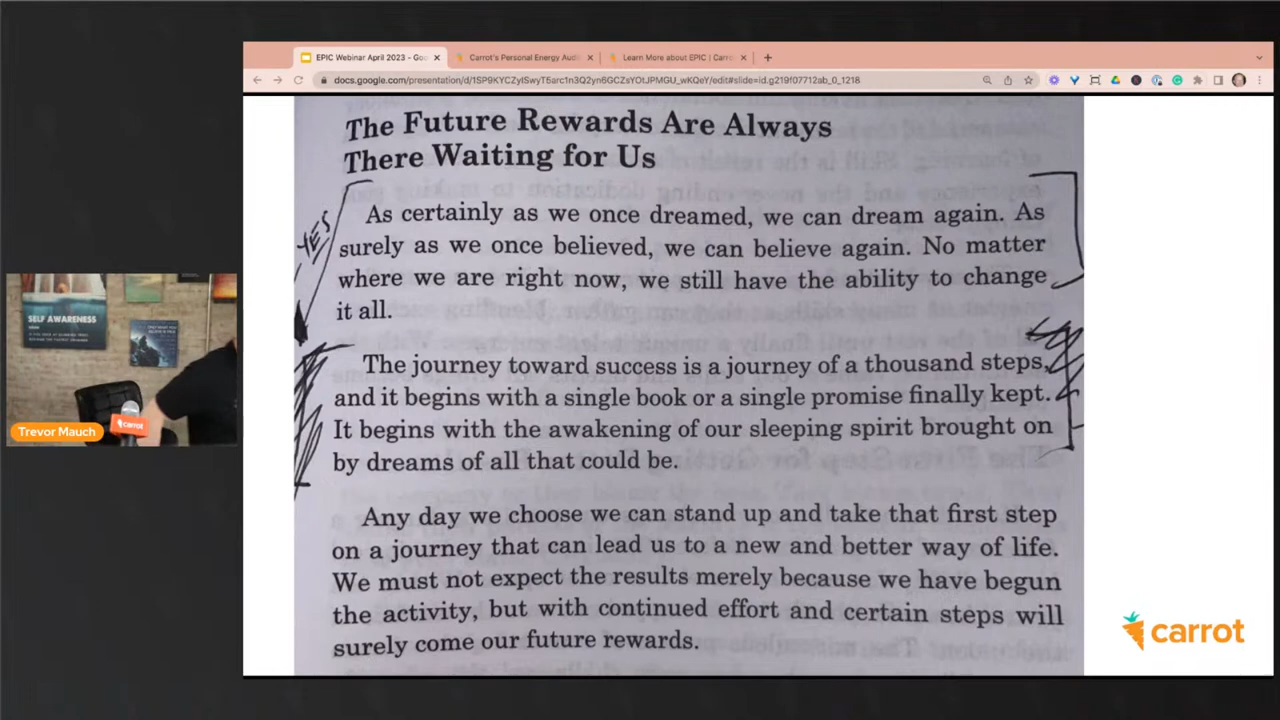 EPIC Webinar April 2023 - Goo
Carrot's Personal Energy Audi
Learn More about EPIC | Carro
docs.google.com/presentation/d/1SP9KYCZyISwyT5arc1n3Q2yn6GCZsYOtJPMGU_wKQeY/edit#slide=id.g219f07712ab_0_1218
The Future Rewards Are Always
There Waiting for Us
YES
As certainly as we once dreamed, we can dream again. As
surely as we once believed, we can believe again. No matter
where we are right now, we still have the ability to change
it all.
The journey toward success is a journey of a thousand steps,
and it begins with a single book or a single promise finally kept.
It begins with the awakening of our sleeping spirit brought on
by dreams of all that could be.
Any day we choose we can stand up and take that first step
on a journey that can lead us to a new and better way of life.
We must not expect the results merely because we have begun
the activity, but with continued effort and certain steps will
surely come our future rewards.
SELF AWARENESS
Carrot
Trevor Mauch
carrot